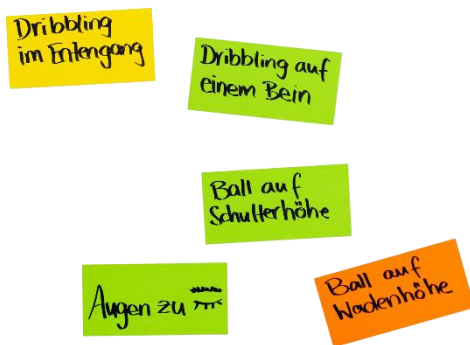 Dribbling
im Entengang
Dribbling auf
einem Bein
Ball auf
Schulterhöhe
Augen zu
Ball auf
Wadenhöhe